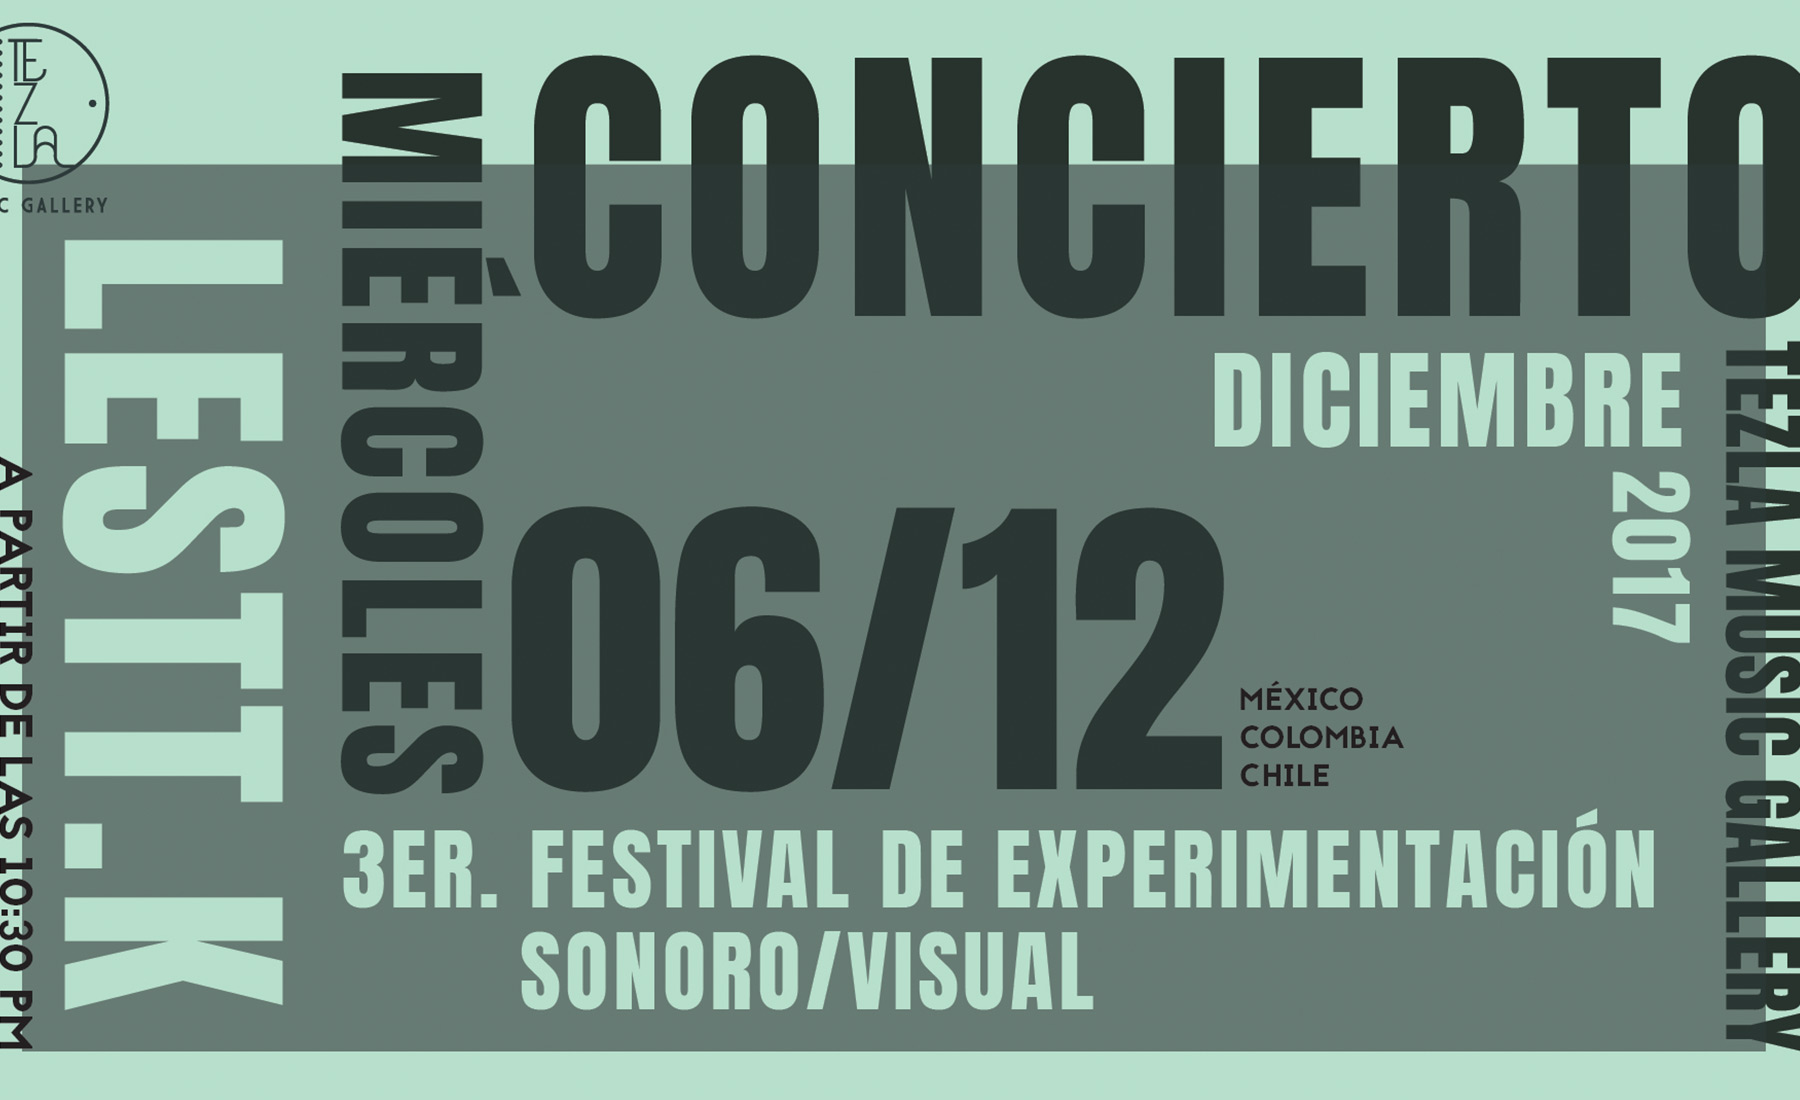 TEZLA
C GALLERY
CONCIERTO
MIÉRCOLES
LESTT.K
A PARTIR DE LAS 10:30 PM
DICIEMBRE
2017
06/12
MÉXICO
COLOMBIA
CHILE
3ER. FESTIVAL DE EXPERIMENTACIÓN
SONORO/VISUAL
TEZLA MUSIC GALLERY